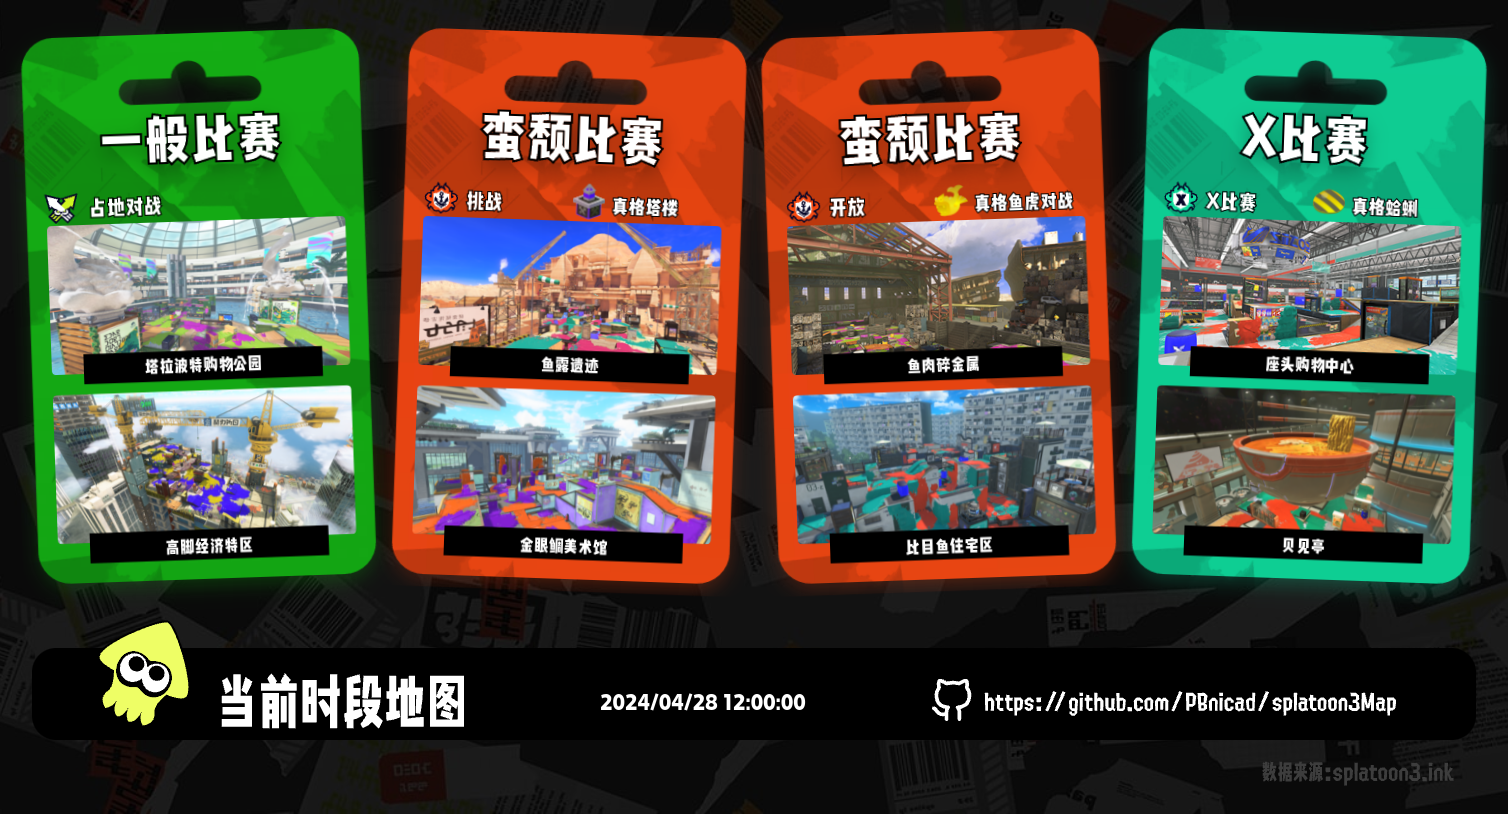 一般比赛
占地对战
塔拉波特购物公园
高脚经济特区
蛮颓比赛
挑战
真格塔楼
鱼露遗迹
金眼鲷美术馆
蛮颓比赛
开放
真格鱼虎对战
鱼肉碎金属
比目鱼住宅区
X比赛
X比赛
真格蛤蜊
座头购物中心
贝见亭
当前时段地图
2024/04/28 12:00:00
https://github.com/PBnicad/splatoon3Map
数据来源:splatoon3.ink